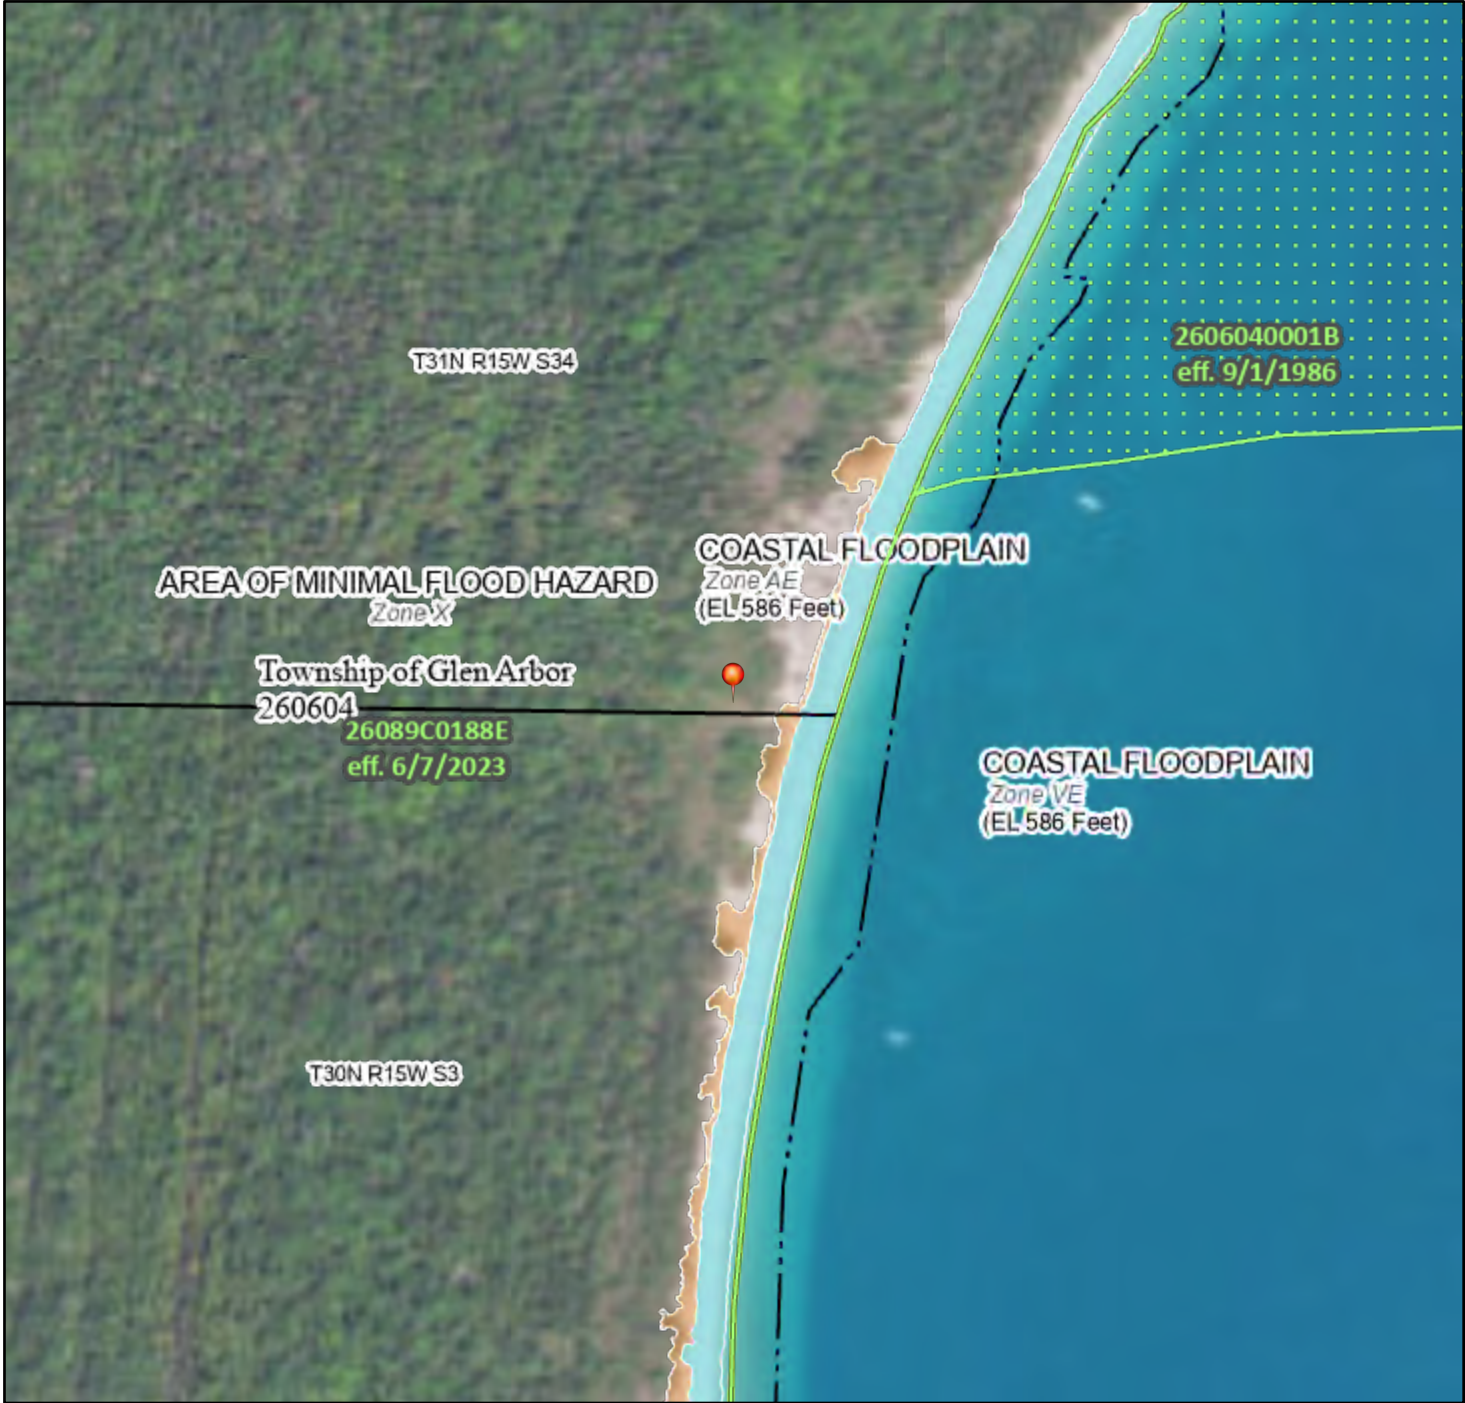 2606040001B
eff. 9/1/1986
T31N R15W S34
COASTAL FLOODPLAIN
Zone AE
(EL 586 Feet)
AREA OF MINIMAL FLOOD HAZARD
Zone X
Township of Glen Arbor
260604
26089C0188E
eff. 6/7/2023
COASTAL FLOODPLAIN
Zone VE
(EL 586 Feet)
T30N R15W S3